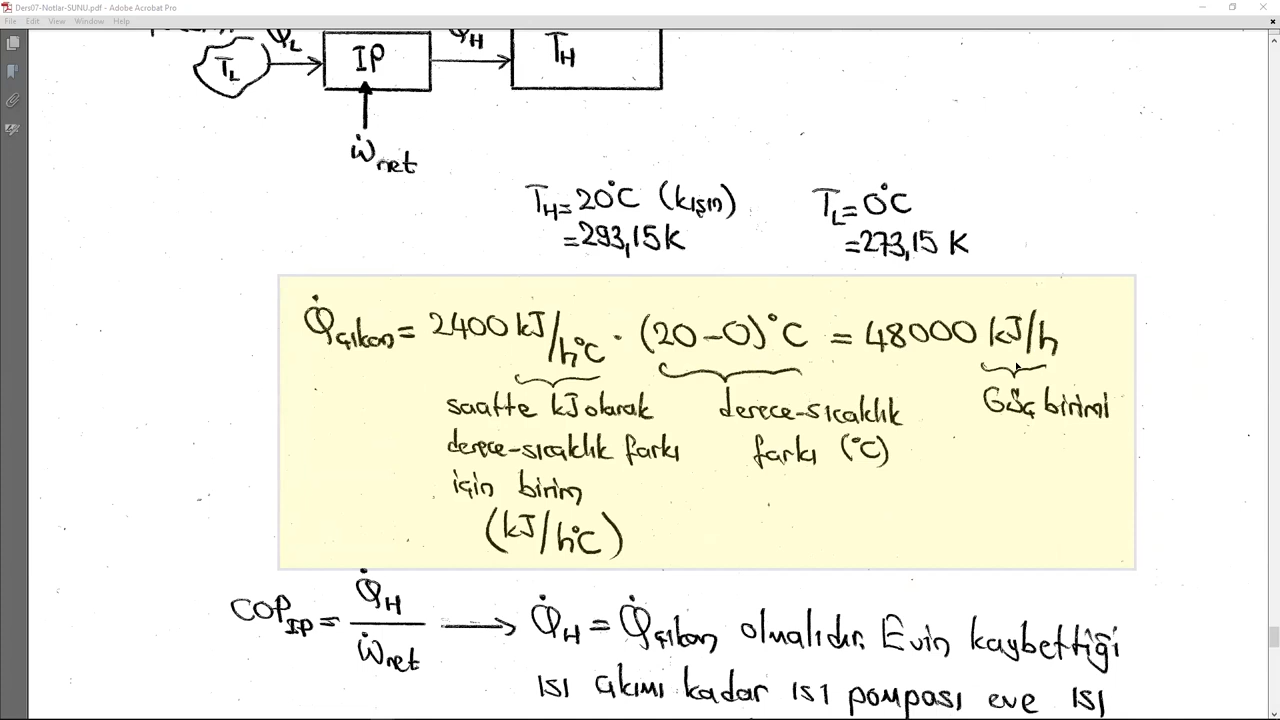 Ders07-Notlar-SUNU.pdf - Adobe Acrobat Pro
File Edit View Window Help
Q̇L Q̇H
TL IP TH
ẇnet
TH=20°C (kışın) TL=0°C
=293,15K =273,15 K
Q̇çıkan = 2400 kJ/h°C · (20-0)°C = 48000 kJ/h
saatte kJ olarak derece-sıcaklık Güç birimi
derece-sıcaklık farkı farkı (°C)
için birim
(kJ/h°C)
COPIP = Q̇H/ẇnet → Q̇H = Q̇çıkan olmalıdır. Evin kaybettiği
ısı akımı kadar ısı pompası eve ısı